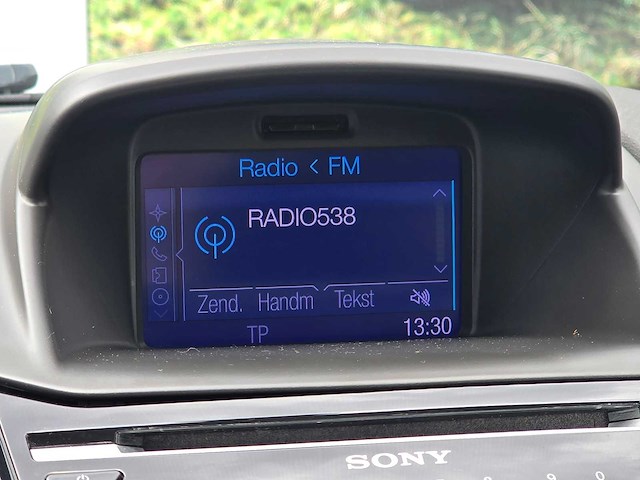 Radio < FM
RADIO538
Zend. Handm Tekst
TP 13:30
SONY